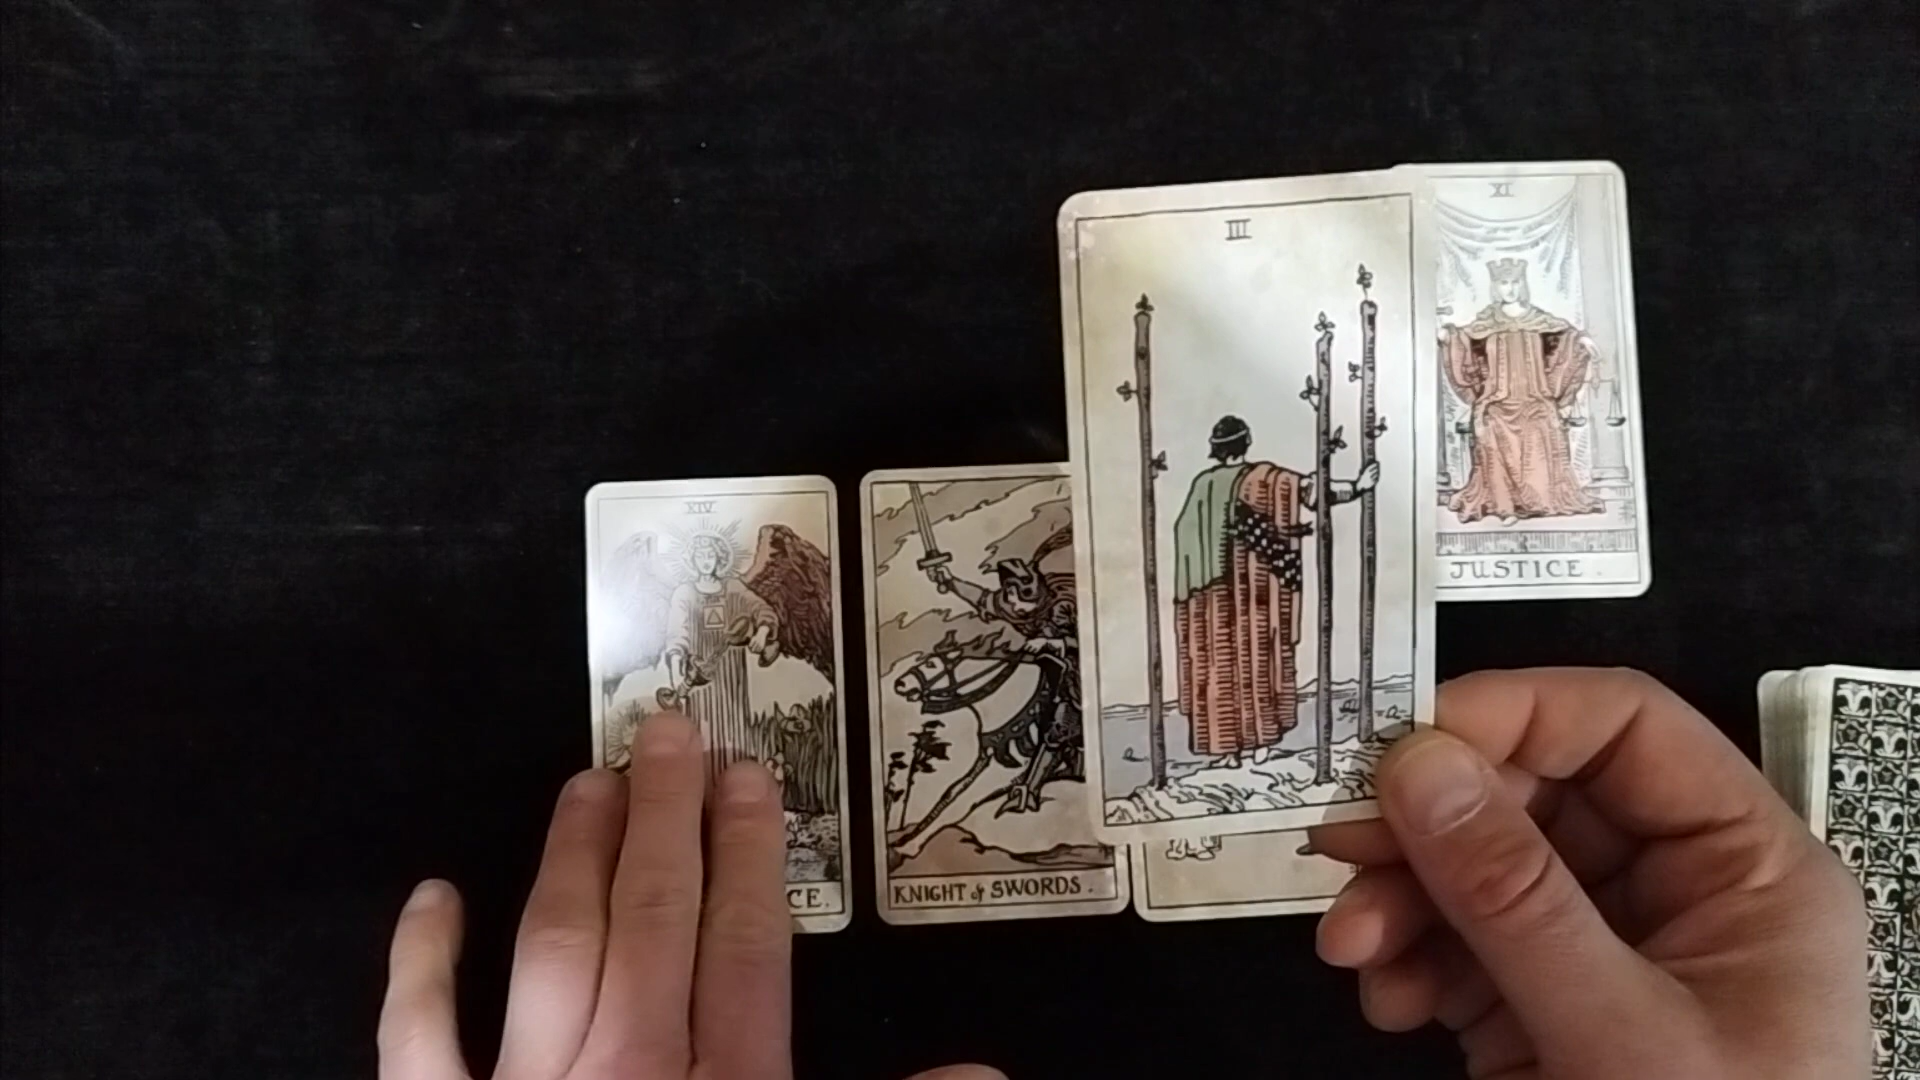 III
XI
JUSTICE.
XIV
CE.
KNIGHT of SWORDS.